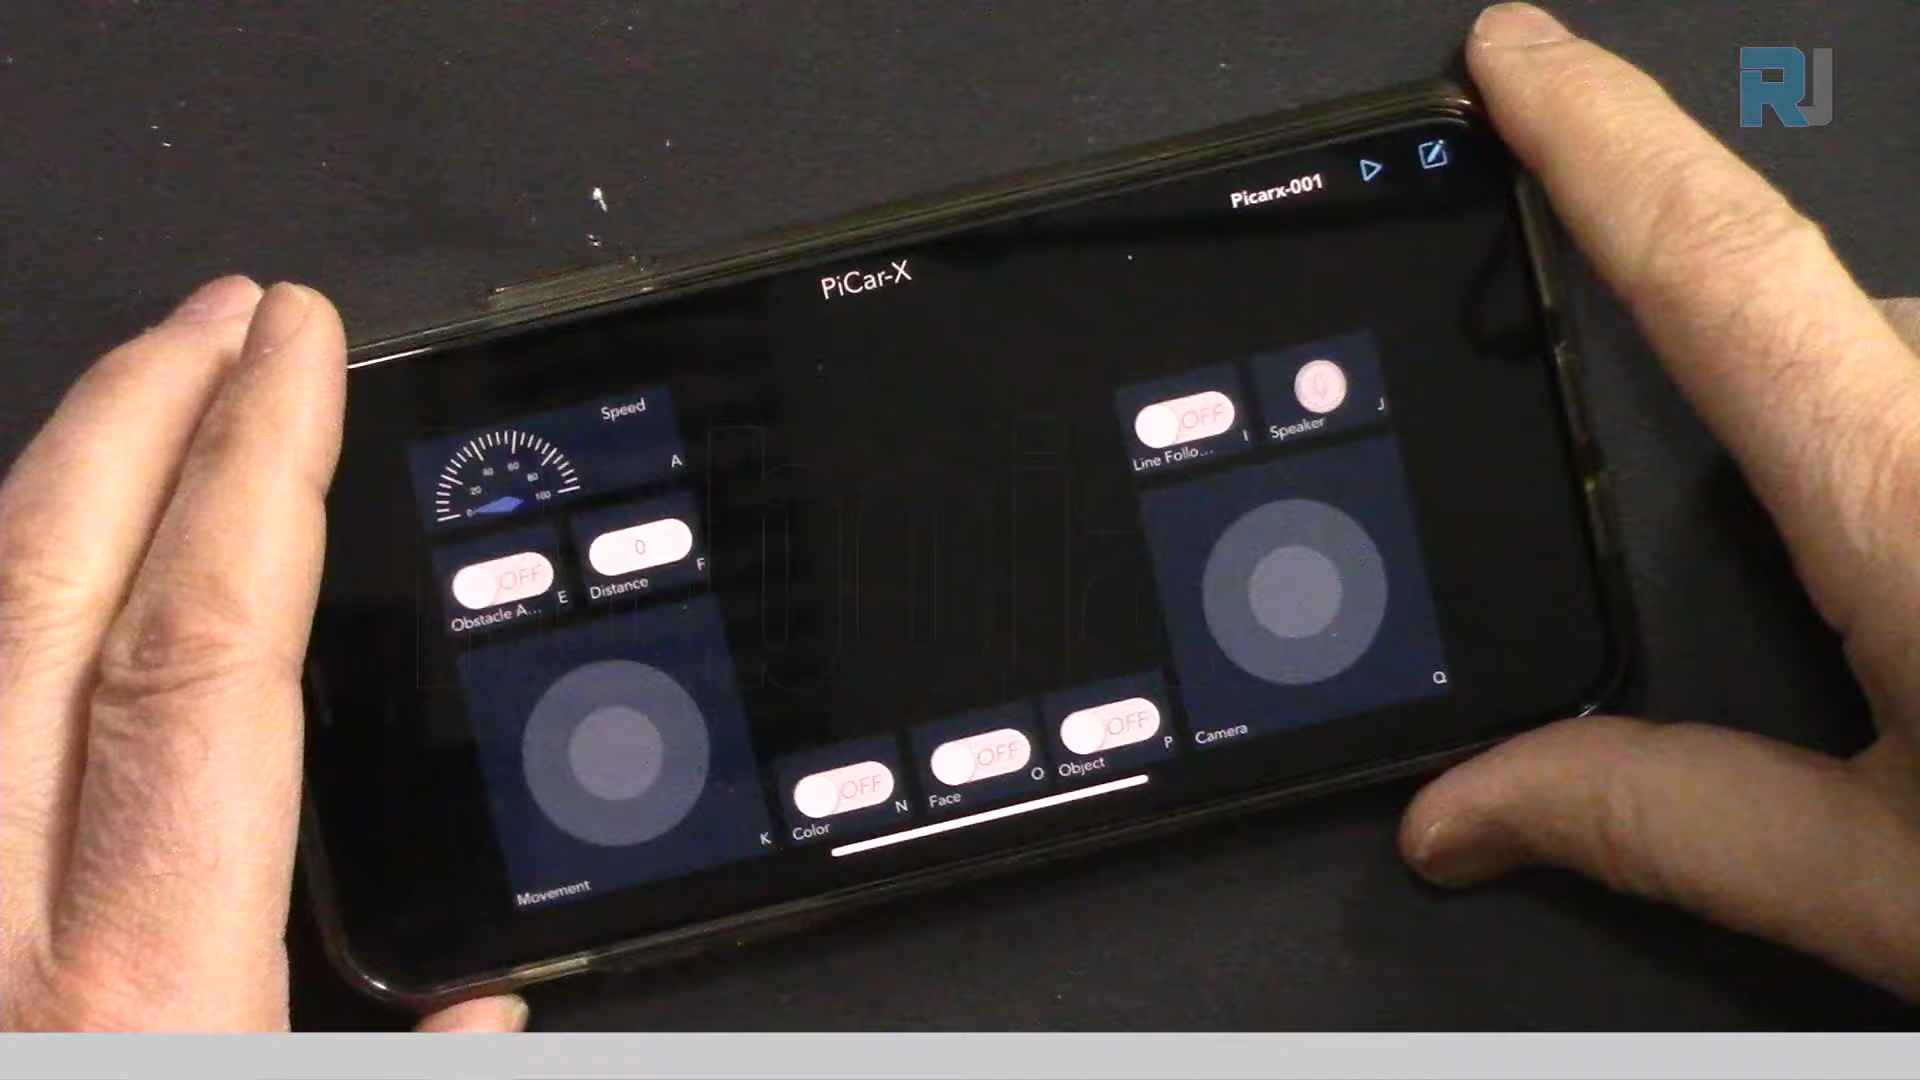 RJ
Picarx-001
PiCar-X
Speed
0 20 40 60 80 100
A
OFF
Obstacle A... E
0
Distance F
OFF
Line Follo... I
Speaker J
Movement K
OFF
Color N
OFF
Face O
OFF
Object P
Camera Q